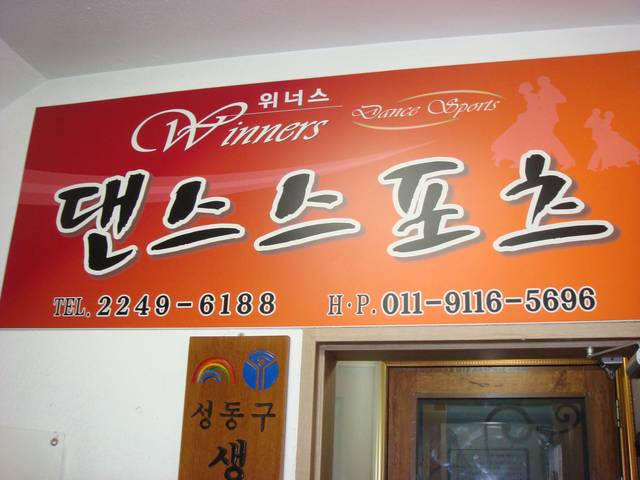 위너스
Winners
Dance Sports
댄스스포츠
TEL. 2249-6188 H·P. 011-9116-5696
성동구
생